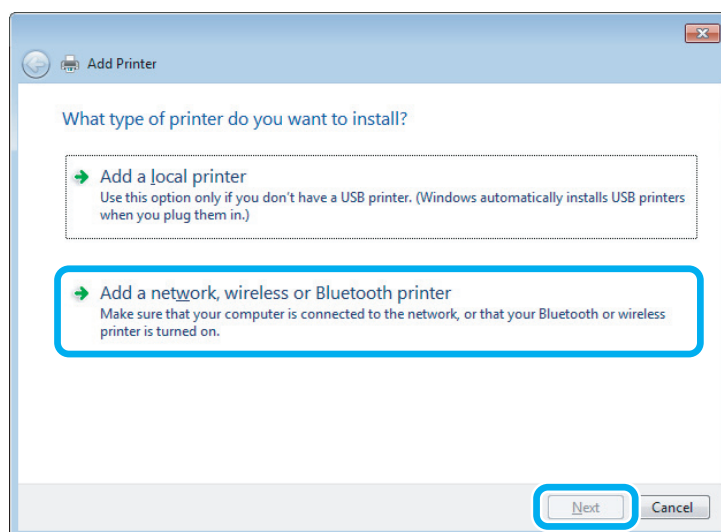 Add Printer
What type of printer do you want to install?
Add a local printer
Use this option only if you don't have a USB printer. (Windows automatically installs USB printers
when you plug them in.)
Add a network, wireless or Bluetooth printer
Make sure that your computer is connected to the network, or that your Bluetooth or wireless
printer is turned on.
Next
Cancel